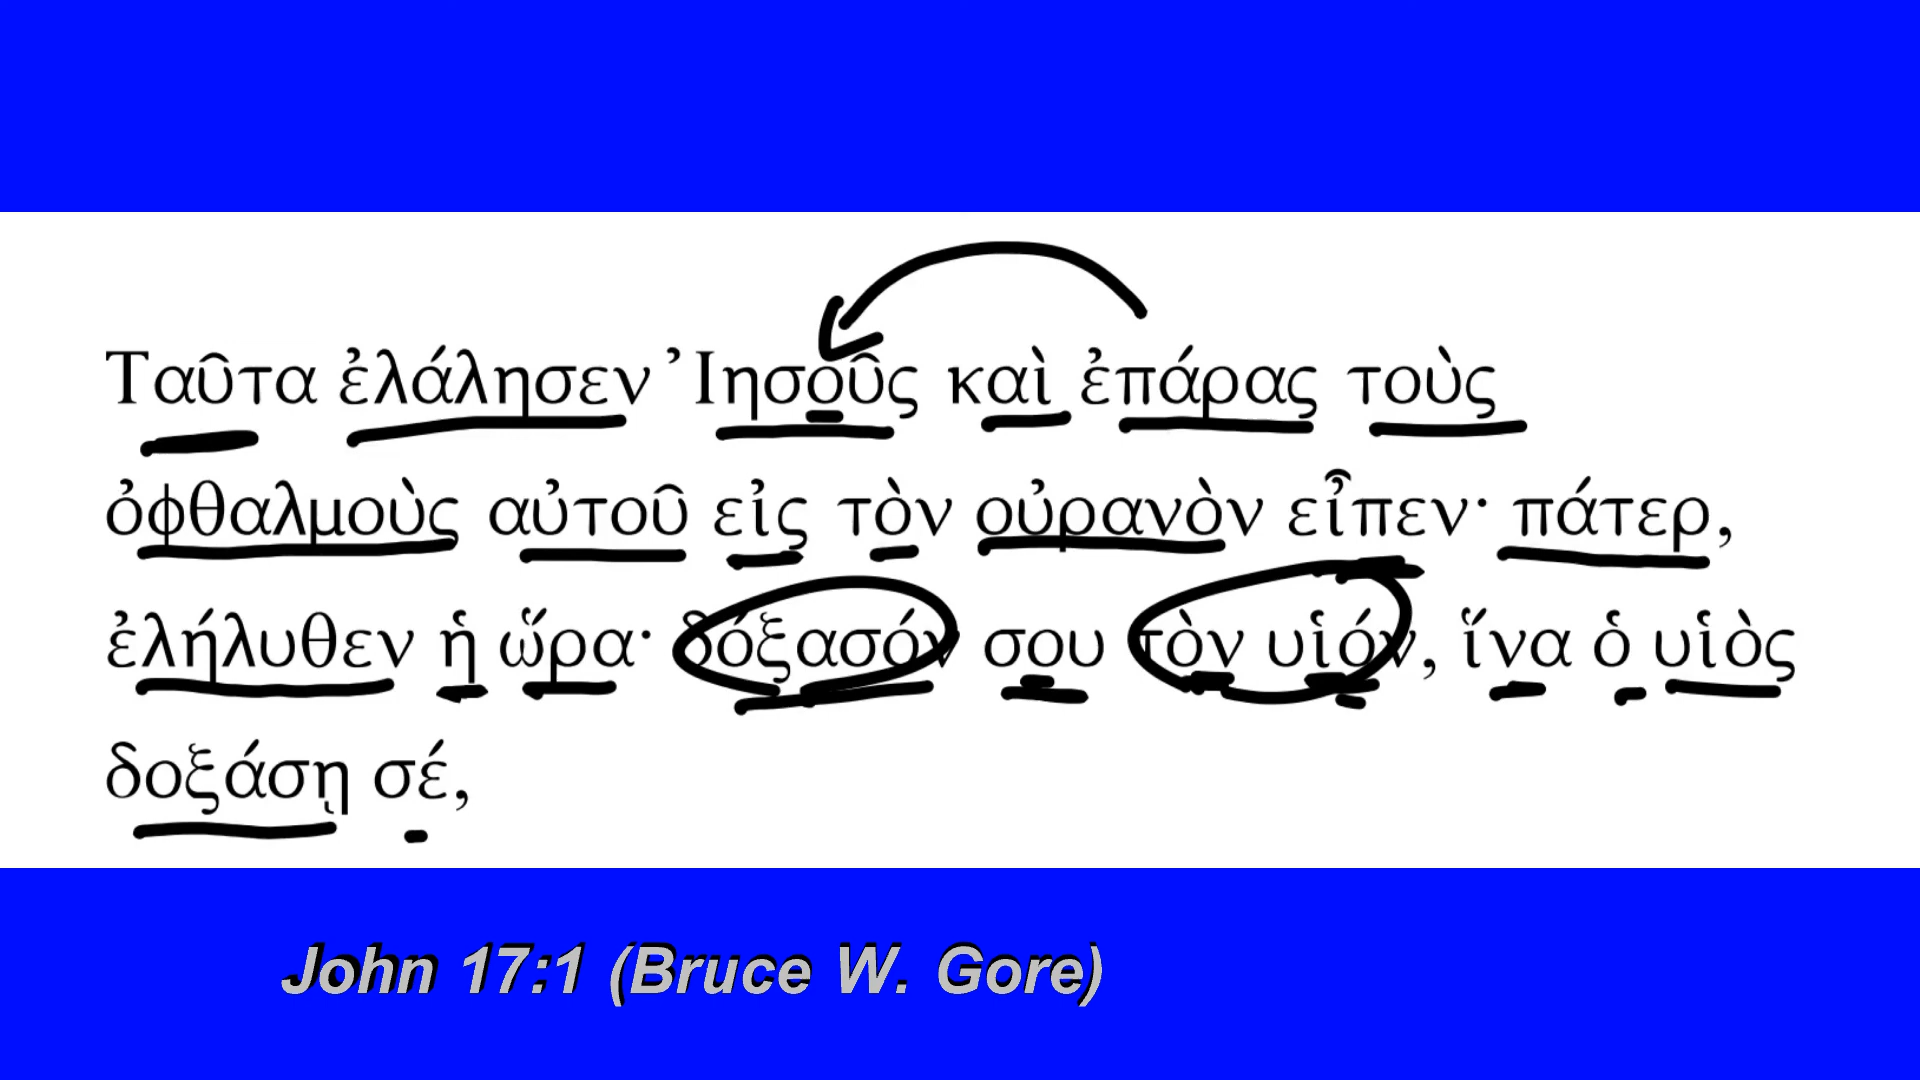 Ταῦτα ἐλάλησεν Ἰησοῦς καὶ ἐπάρας τοὺς
ὀφθαλμοὺς αὐτοῦ εἰς τὸν οὐρανὸν εἶπεν· πάτερ,
ἐλήλυθεν ἡ ὥρα· δόξασόν σου τὸν υἱόν, ἵνα ὁ υἱὸς
δοξάσῃ σέ,
John 17:1 (Bruce W. Gore)